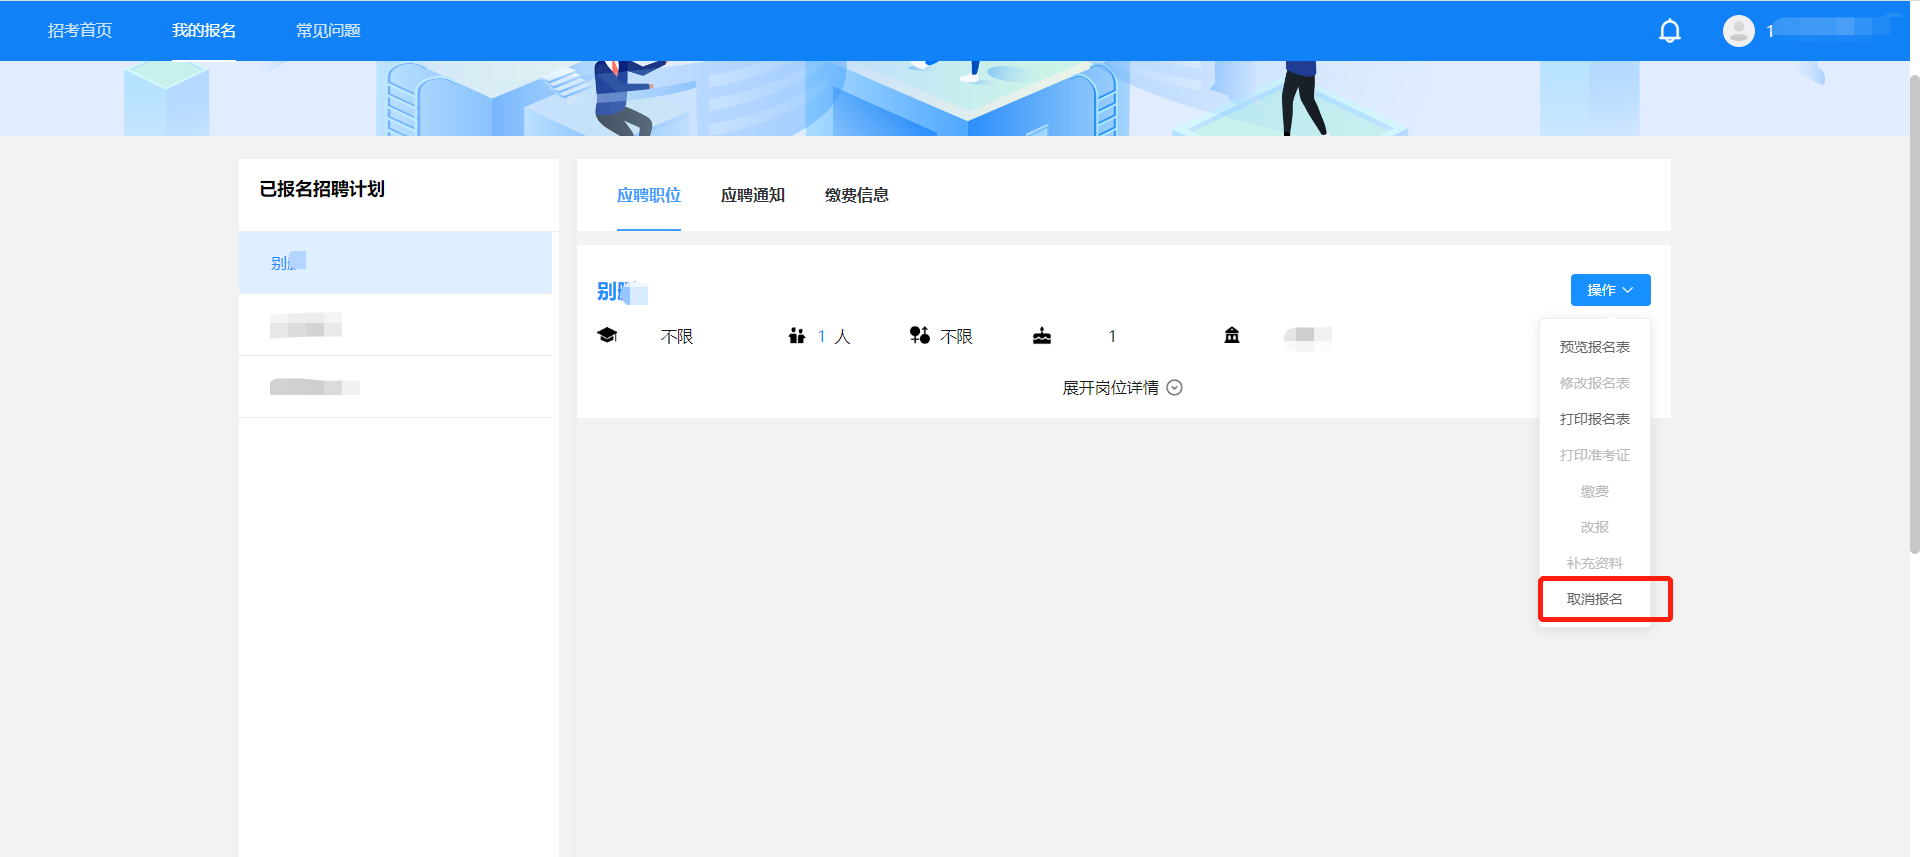 招考首页 我的报名 常见问题 1
已报名招聘计划
别
应聘职位 应聘通知 缴费信息
别
操作
不限 1 人 不限 1
展开岗位详情
预览报名表
修改报名表
打印报名表
打印准考证
缴费
改报
补充资料
取消报名